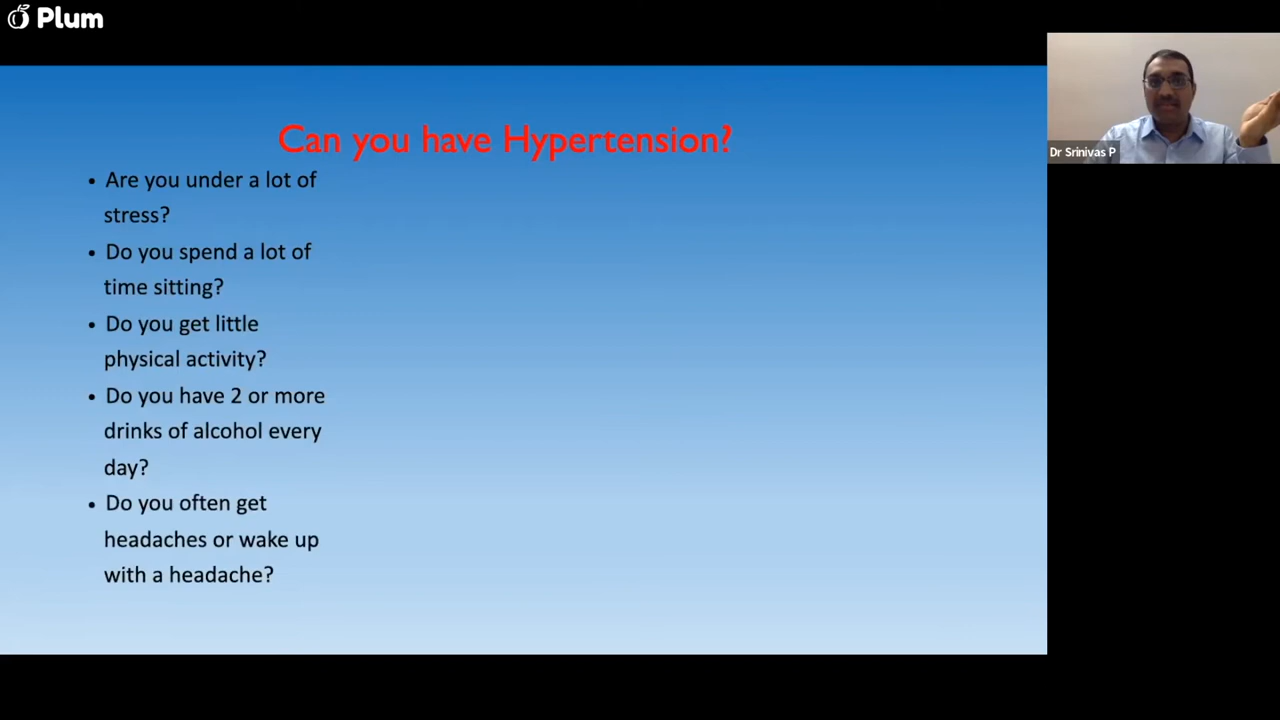 Plum
Can you have Hypertension?
• Are you under a lot of
stress?
• Do you spend a lot of
time sitting?
• Do you get little
physical activity?
• Do you have 2 or more
drinks of alcohol every
day?
• Do you often get
headaches or wake up
with a headache?
Dr Srinivas P